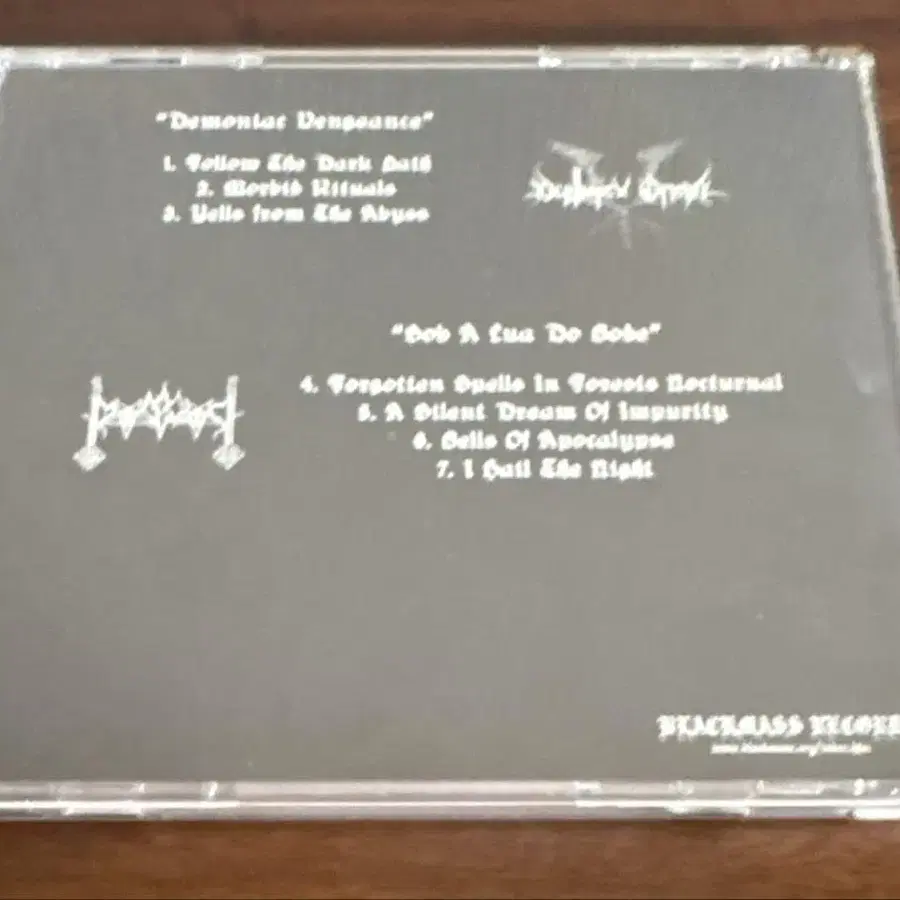 "Demoniac Vengeance"
1. Follow The Dark Path
2. Morbid Rituals
3. Yells from The Abyss
"Sob A Lua Do Bode"
4. Forgotten Spells In Forests Nocturnal
5. A Silent Dream Of Impurity
6. Bells Of Apocalypse
7. I Hail The Night
BLACKMASS RECORD